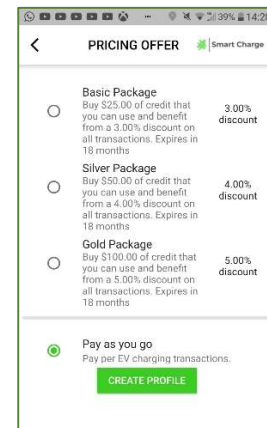 39% 14:20
PRICING OFFER Smart Charge
Basic Package
Buy $25.00 of credit that
you can use and benefit
from a 3.00% discount on
all transactions. Expires in
18 months
3.00%
discount
Silver Package
Buy $50.00 of credit that
you can use and benefit
from a 4.00% discount on
all transactions. Expires in
18 months
4.00%
discount
Gold Package
Buy $100.00 of credit that
you can use and benefit
from a 5.00% discount on
all transactions. Expires in
18 months
5.00%
discount
Pay as you go
Pay per EV charging transactions.
CREATE PROFILE